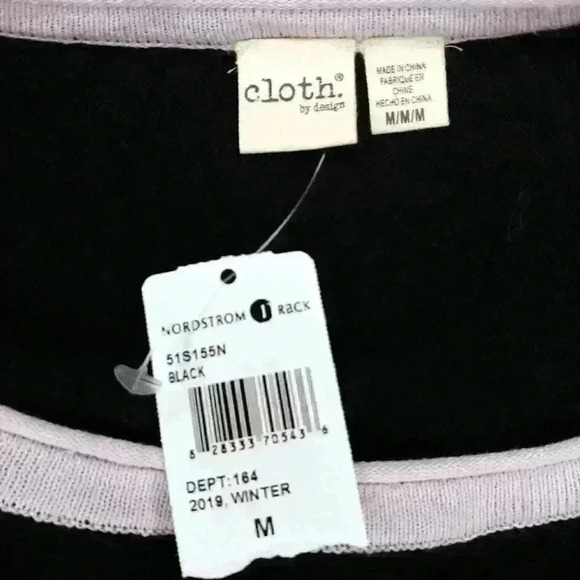 cloth.®
by design
MADE IN CHINA
FABRIQUE EN
CHINE
HECHO EN CHINA
M/M/M
NORDSTROM RACK
51S155N
BLACK
8 28333 70543 6
DEPT:164
2019, WINTER
M